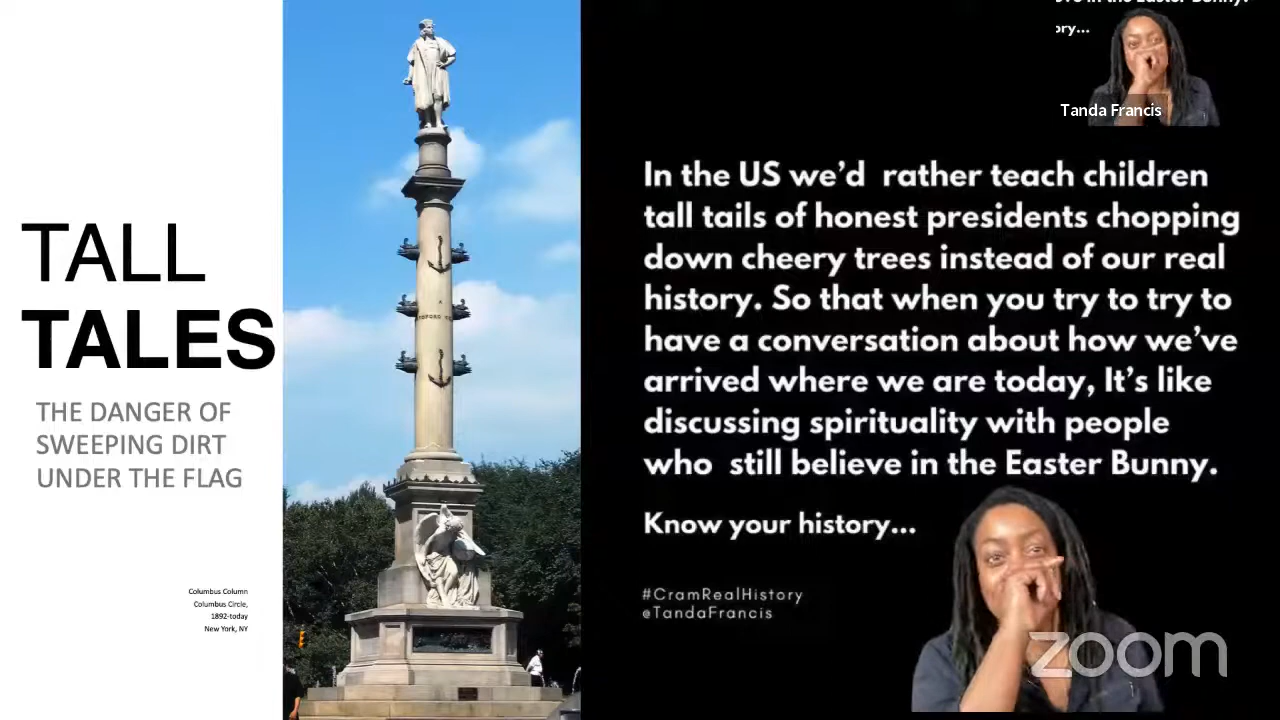 TALL
TALES
THE DANGER OF
SWEEPING DIRT
UNDER THE FLAG
Columbus Column
Columbus Circle,
1892-today
New York, NY
ory...
Tanda Francis
In the US we’d rather teach children
tall tails of honest presidents chopping
down cheery trees instead of our real
history. So that when you try to try to
have a conversation about how we’ve
arrived where we are today, It’s like
discussing spirituality with people
who still believe in the Easter Bunny.
Know your history...
#CramRealHistory
@TandaFrancis
zoom